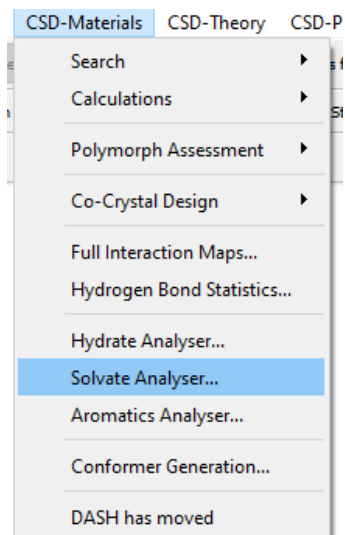 CSD-Materials CSD-Theory CSD-P
Search
Calculations
Polymorph Assessment
Co-Crystal Design
Full Interaction Maps...
Hydrogen Bond Statistics...
Hydrate Analyser...
Solvate Analyser...
Aromatics Analyser...
Conformer Generation...
DASH has moved